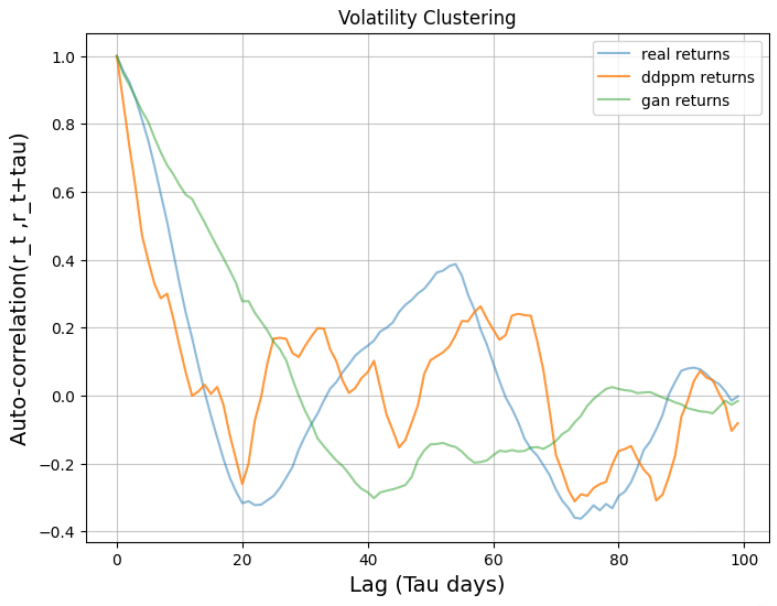 Volatility Clustering
real returns
ddppm returns
gan returns
Auto-correlation(r_t ,r_t+tau)
1.0
0.8
0.6
0.4
0.2
0.0
−0.2
−0.4
0 20 40 60 80 100
Lag (Tau days)